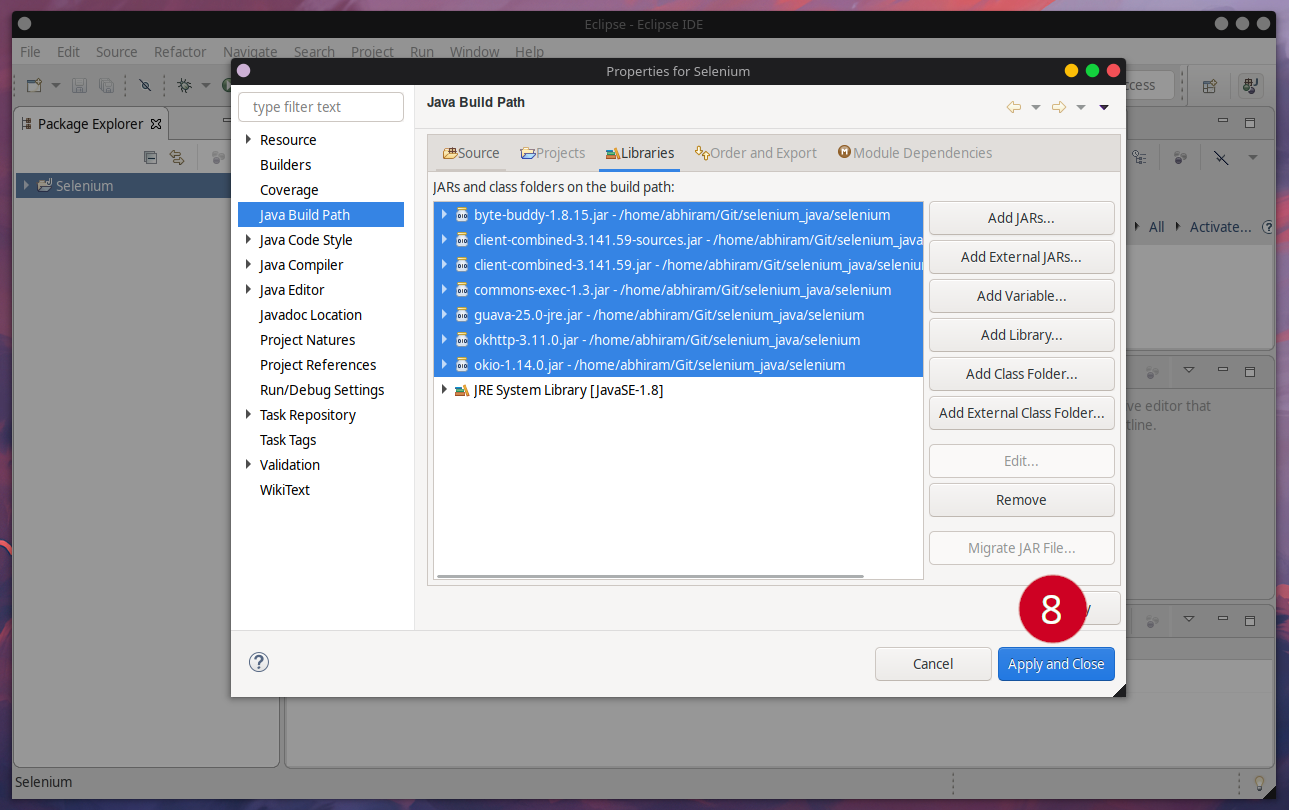 Eclipse - Eclipse IDE
File Edit Source Refactor Navigate Search Project Run Window Help
Properties for Selenium
type filter text
Java Build Path
Package Explorer
Selenium
Resource
Builders
Coverage
Java Build Path
Java Code Style
Java Compiler
Java Editor
Javadoc Location
Project Natures
Project References
Run/Debug Settings
Task Repository
Task Tags
Validation
WikiText
Source Projects Libraries Order and Export Module Dependencies
JARs and class folders on the build path:
byte-buddy-1.8.15.jar - /home/abhiram/Git/selenium_java/selenium
client-combined-3.141.59-sources.jar - /home/abhiram/Git/selenium_java
client-combined-3.141.59.jar - /home/abhiram/Git/selenium_java/seleniu
commons-exec-1.3.jar - /home/abhiram/Git/selenium_java/selenium
guava-25.0-jre.jar - /home/abhiram/Git/selenium_java/selenium
okhttp-3.11.0.jar - /home/abhiram/Git/selenium_java/selenium
okio-1.14.0.jar - /home/abhiram/Git/selenium_java/selenium
JRE System Library [JavaSE-1.8]
Add JARs...
Add External JARs...
Add Variable...
Add Library...
Add Class Folder...
Add External Class Folder...
Edit...
Remove
Migrate JAR File...
8
Cancel
Apply and Close
All Activate...
editor that
Selenium